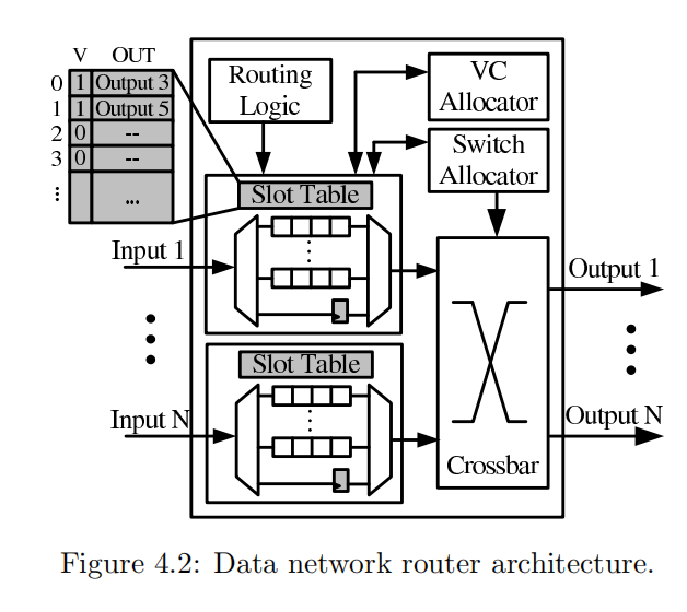 V OUT
0 1 Output 3
1 1 Output 5
2 0 --
3 0 --
⋮ ...
Routing
Logic
VC
Allocator
Switch
Allocator
Slot Table
Input 1
Output 1
Slot Table
Input N
Output N
Crossbar
Figure 4.2: Data network router architecture.